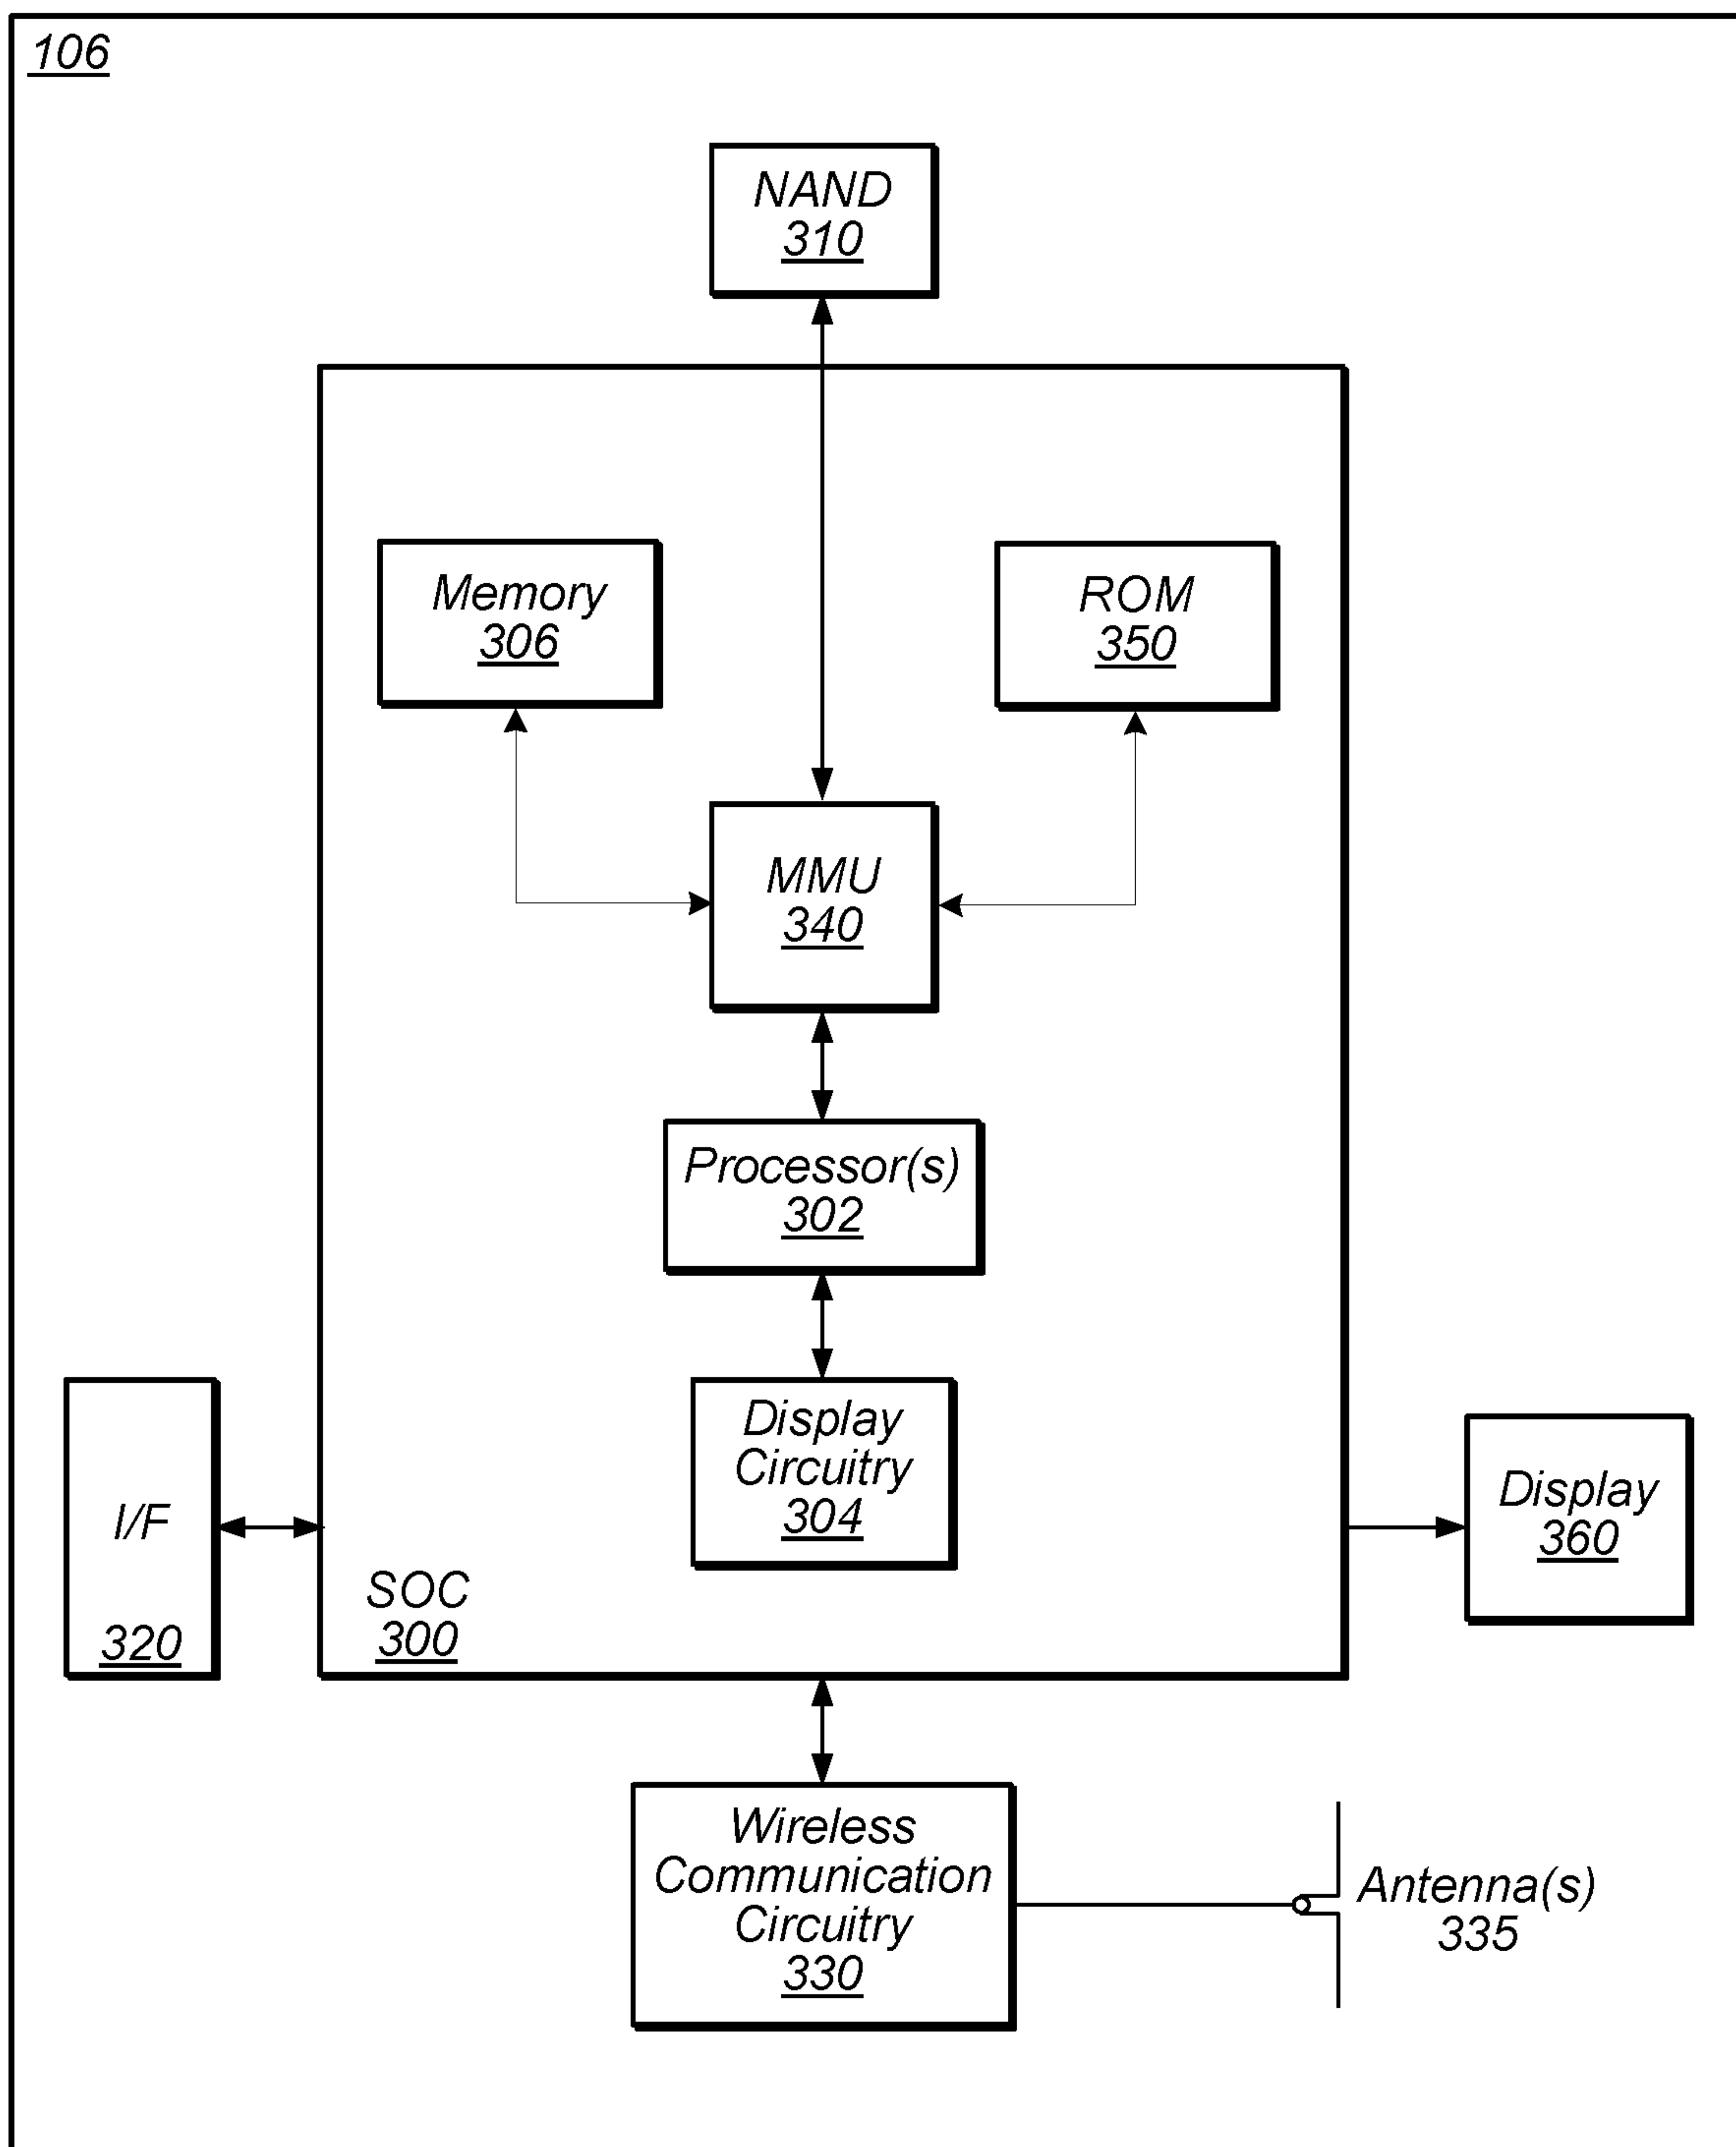 106
NAND
310
Memory
306
ROM
350
MMU
340
Processor(s)
302
Display
Circuitry
304
I/F
320
SOC
300
Display
360
Wireless
Communication
Circuitry
330
Antenna(s)
335